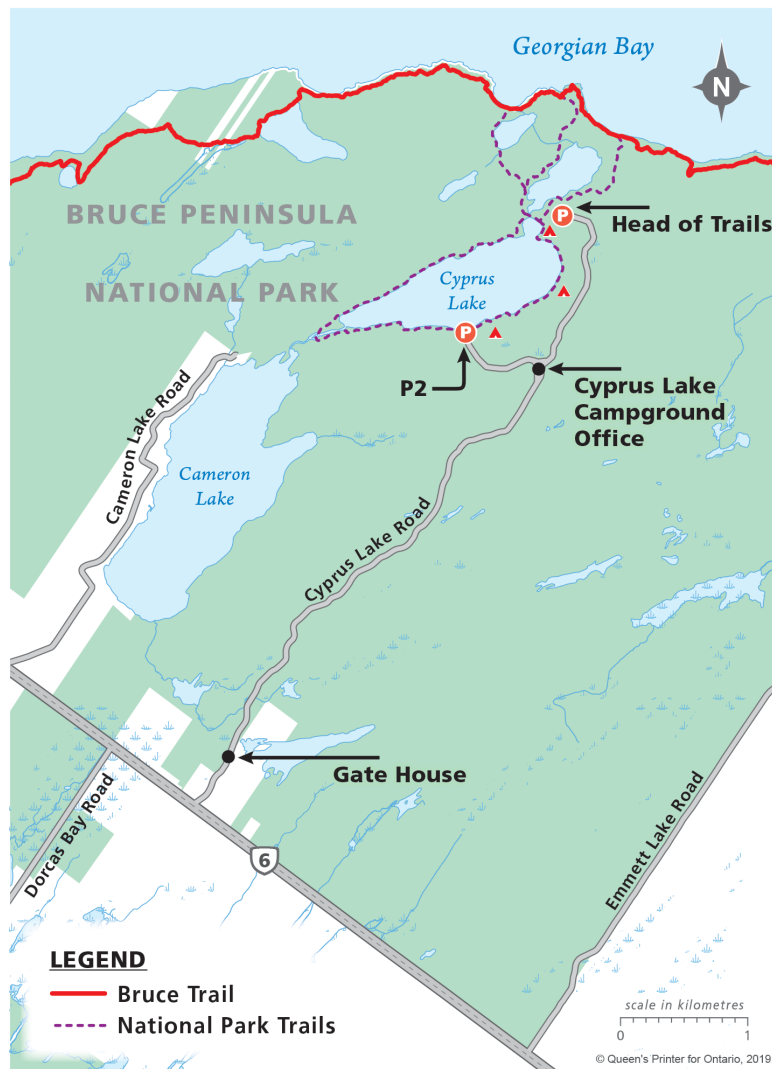 Georgian Bay
N
BRUCE PENINSULA
NATIONAL PARK
P
Head of Trails
Cyprus
Lake
P
P2
Cyprus Lake
Campground
Office
Cameron Lake Road
Cameron
Lake
Cyprus Lake Road
Gate House
Dorcas Bay Road
6
Emmett Lake Road
LEGEND
Bruce Trail
National Park Trails
scale in kilometres
0 1
© Queen's Printer for Ontario, 2019